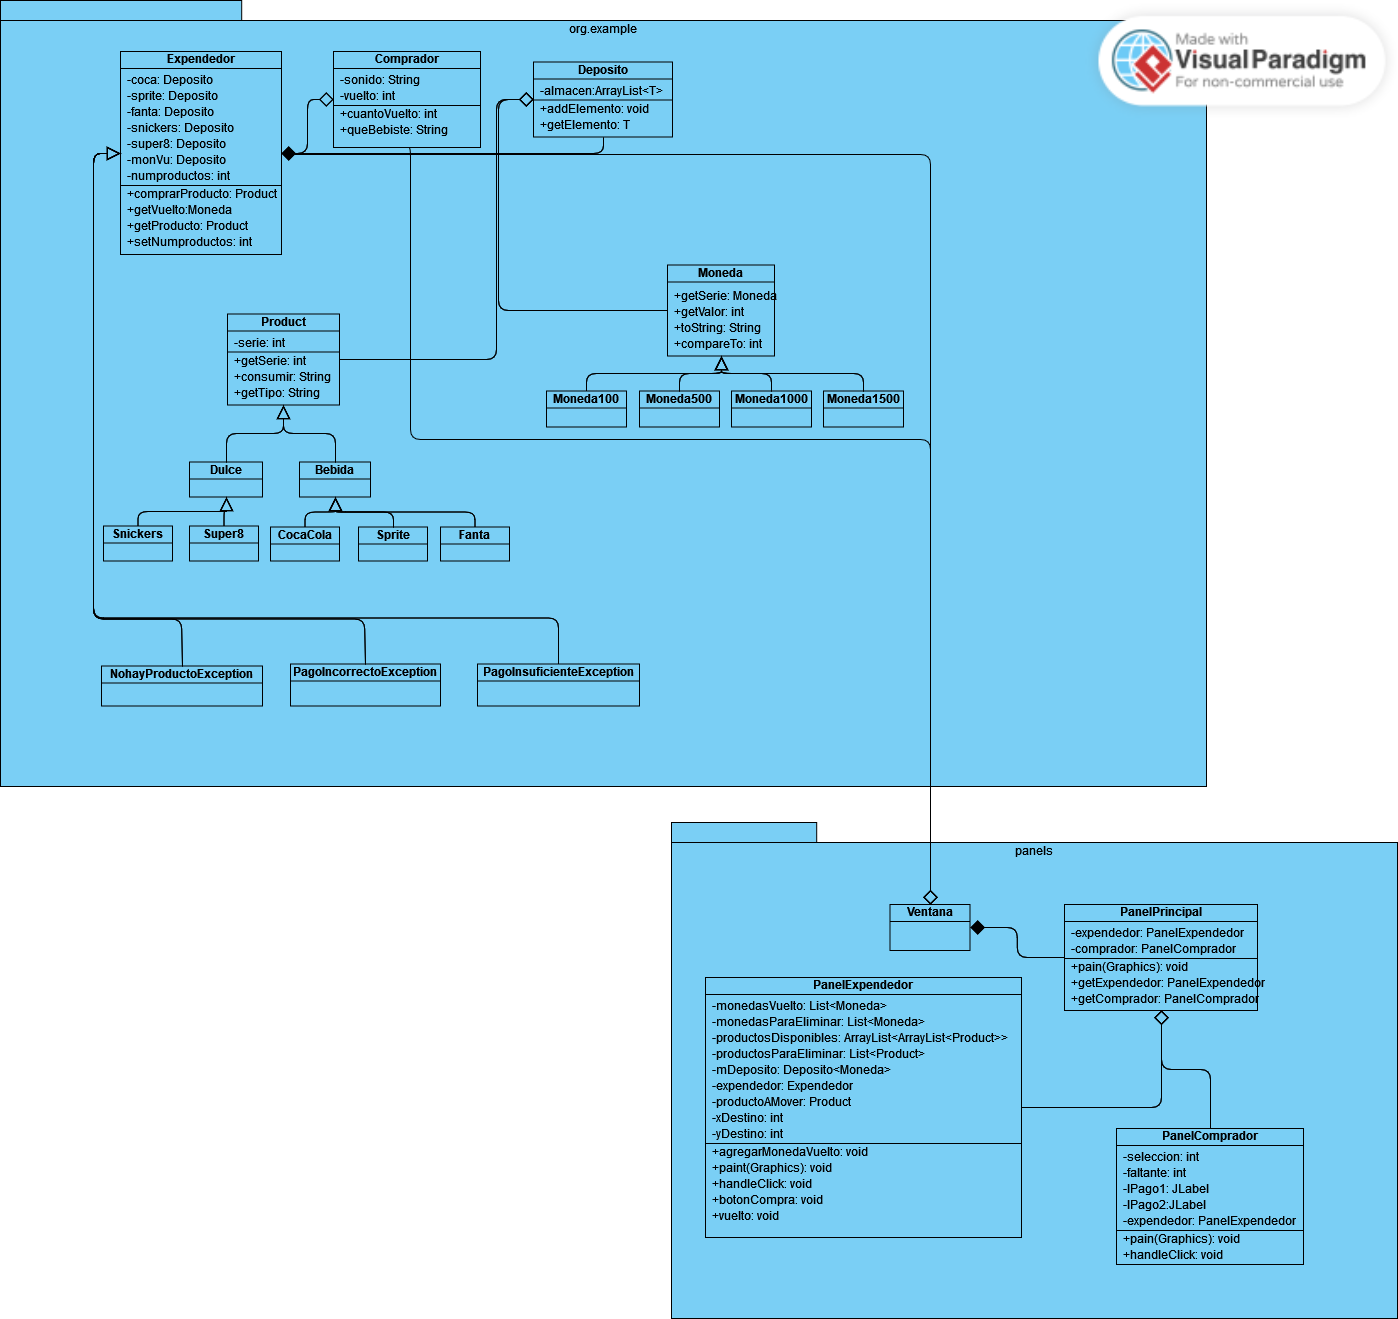 org.example
Made with
VisualParadigm
For non-commercial use
Expendedor
-coca: Deposito
-sprite: Deposito
-fanta: Deposito
-snickers: Deposito
-super8: Deposito
-monVu: Deposito
-numproductos: int
+comprarProducto: Product
+getVuelto:Moneda
+getProducto: Product
+setNumproductos: int
Comprador
-sonido: String
-vuelto: int
+cuantoVuelto: int
+queBebiste: String
Deposito
-almacen:ArrayList<T>
+addElemento: void
+getElemento: T
Moneda
+getSerie: Moneda
+getValor: int
+toString: String
+compareTo: int
Product
-serie: int
+getSerie: int
+consumir: String
+getTipo: String
Moneda100
Moneda500
Moneda1000
Moneda1500
Dulce
Bebida
Snickers
Super8
CocaCola
Sprite
Fanta
NohayProductoException
PagoIncorrectoException
PagoInsuficienteException
panels
Ventana
PanelPrincipal
-expendedor: PanelExpendedor
-comprador: PanelComprador
+pain(Graphics): void
+getExpendedor: PanelExpendedor
+getComprador: PanelComprador
PanelExpendedor
-monedasVuelto: List<Moneda>
-monedasParaEliminar: List<Moneda>
-productosDisponibles: ArrayList<ArrayList<Product>>
-productosParaEliminar: List<Product>
-mDeposito: Deposito<Moneda>
-expendedor: Expendedor
-productoAMover: Product
-xDestino: int
-yDestino: int
+agregarMonedaVuelto: void
+paint(Graphics): void
+handleClick: void
+botonCompra: void
+vuelto: void
PanelComprador
-seleccion: int
-faltante: int
-lPago1: JLabel
-lPago2:JLabel
-expendedor: PanelExpendedor
+pain(Graphics): void
+handleClick: void